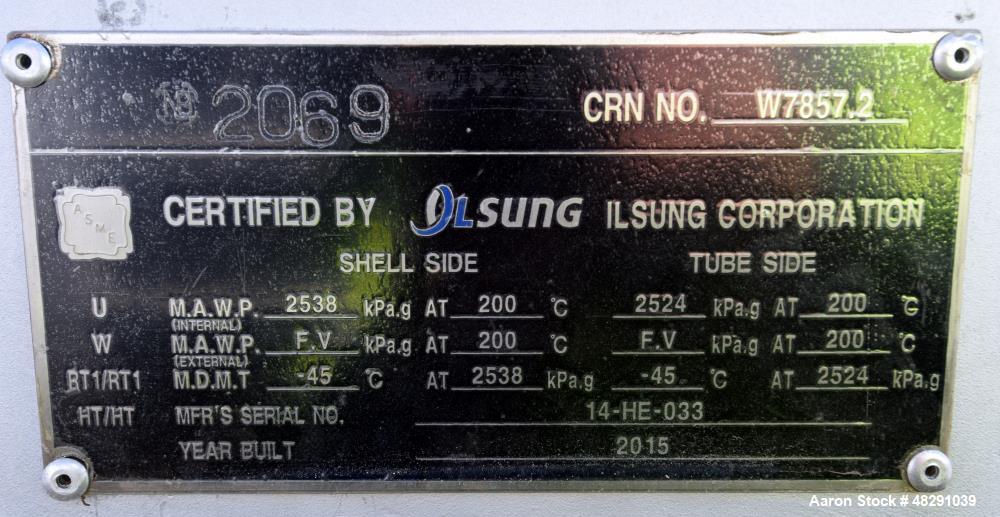 NB 2069 CRN NO. W7857.2
ASME CERTIFIED BY ILSUNG ILSUNG CORPORATION
SHELL SIDE TUBE SIDE
U M.A.W.P. (INTERNAL) 2538 kPa.g AT 200 °C 2524 kPa.g AT 200 °C
W M.A.W.P. (EXTERNAL) F.V kPa.g AT 200 °C F.V kPa.g AT 200 °C
RT1/RT1 M.D.M.T -45 °C AT 2538 kPa.g -45 °C AT 2524 kPa.g
HT/HT MFR'S SERIAL NO. 14-HE-033
YEAR BUILT 2015
Aaron Stock # 48291039